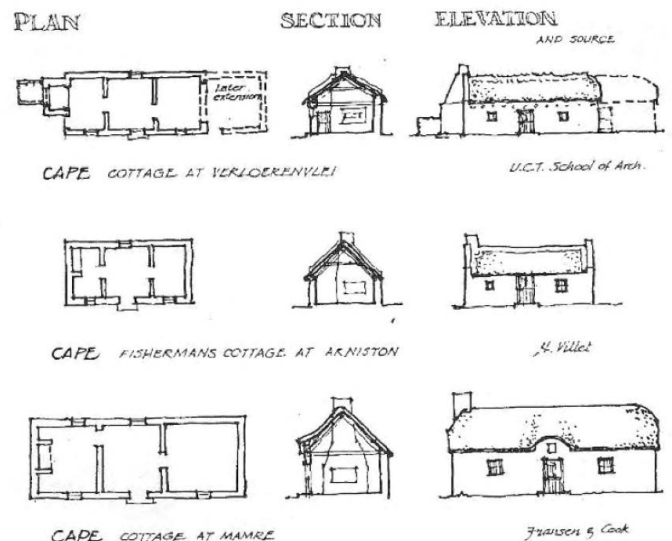 PLAN SECTION ELEVATION
AND SOURCE
Later
extension
CAPE COTTAGE AT VERLOERENVLEI U.C.T. School of Arch.
CAPE FISHERMANS COTTAGE AT ARNISTON H. Villet
CAPE COTTAGE AT MAMRE Fransen & Cook